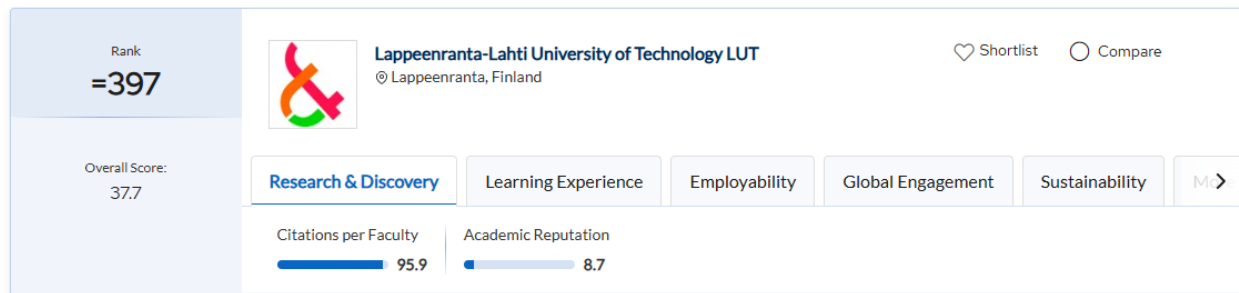 Rank
=397
Overall Score:
37.7
Lappeenranta-Lahti University of Technology LUT
Lappeenranta, Finland
Shortlist
Compare
Research & Discovery
Learning Experience
Employability
Global Engagement
Sustainability
Citations per Faculty
95.9
Academic Reputation
8.7